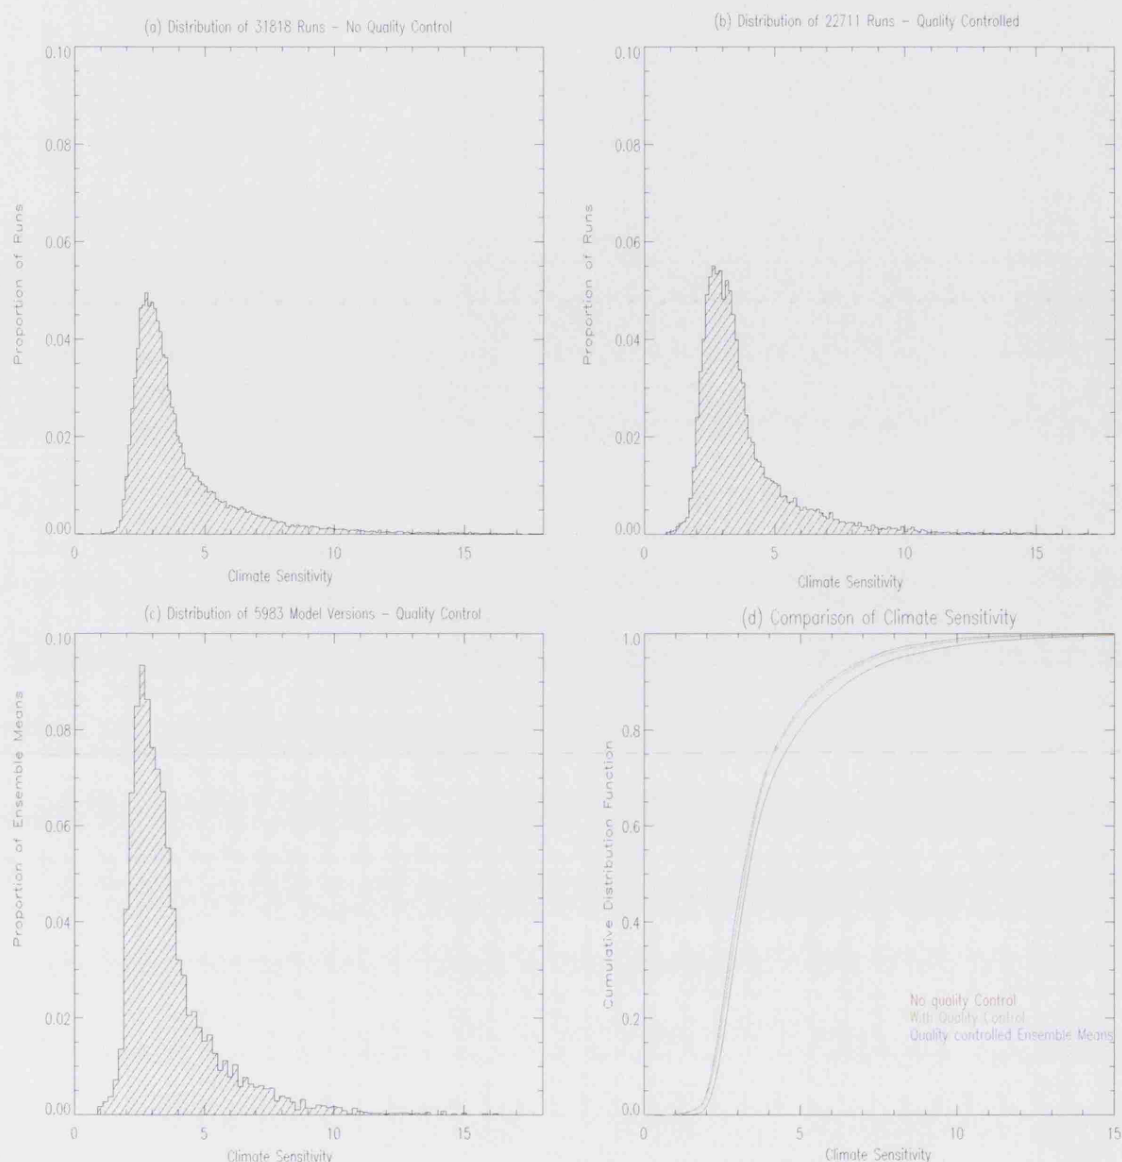 (a) Distribution of 31818 Runs – No Quality Control
0.10
0.08
0.06
0.04
0.02
0.00
Proportion of Runs
0 5 10 15
Climate Sensitivity
(b) Distribution of 22711 Runs – Quality Controlled
0.10
0.08
0.06
0.04
0.02
0.00
Proportion of Runs
0 5 10 15
Climate Sensitivity
(c) Distribution of 5983 Model Versions – Quality Control
0.10
0.08
0.06
0.04
0.02
0.00
Proportion of Ensemble Means
0 5 10 15
Climate Sensitivity
(d) Comparison of Climate Sensitivity
1.0
0.8
0.6
0.4
0.2
0.0
Cumulative Distribution Function
No quality Control
With Quality Control
Quality controlled Ensemble Means
0 5 10 15
Climate Sensitivity